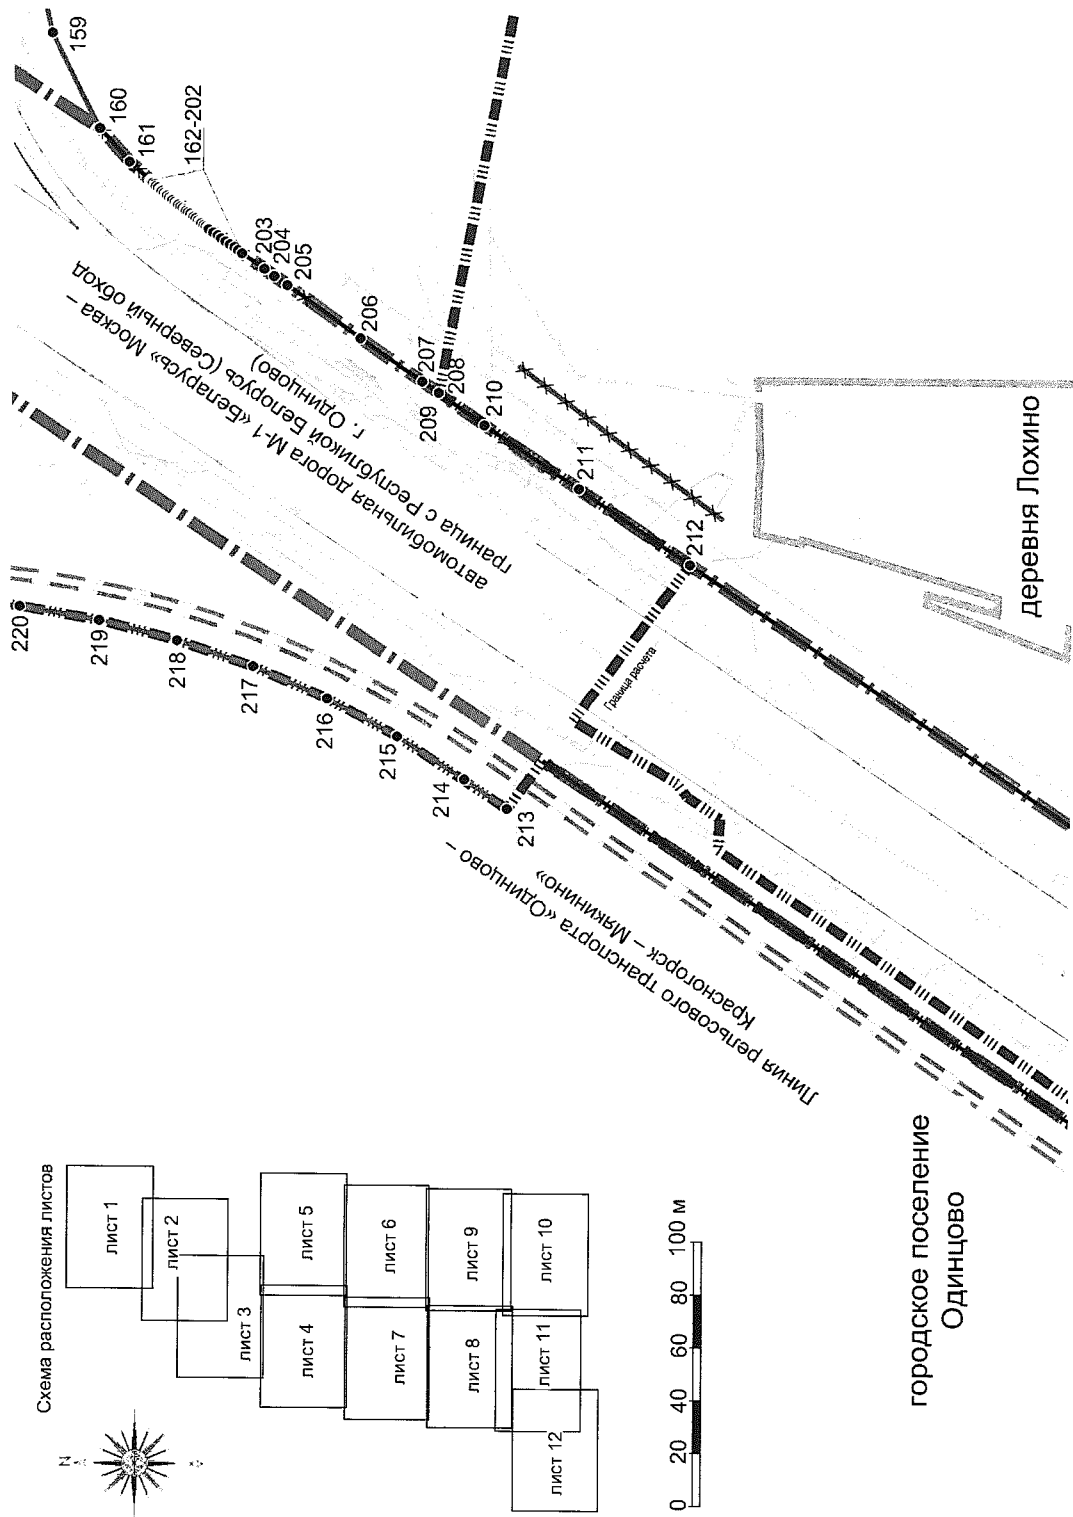 159
160
161
162-202
203
204
205
206
207
208
209
210
211
212
автомобильная дорога М-1 «Беларусь» Москва –
граница с Республикой Белорусь (Северный обход
г. Одинцово)
деревня Лохино
Граница расчета
220
219
218
217
216
215
214
213
Линия рельсового транспорта «Одинцово –
Красногорск – Мякинино»
городское поселение
Одинцово
Схема расположения листов
лист 1
лист 2
лист 3
лист 4
лист 5
лист 6
лист 7
лист 8
лист 9
лист 10
лист 11
лист 12
N
0 20 40 60 80 100 м